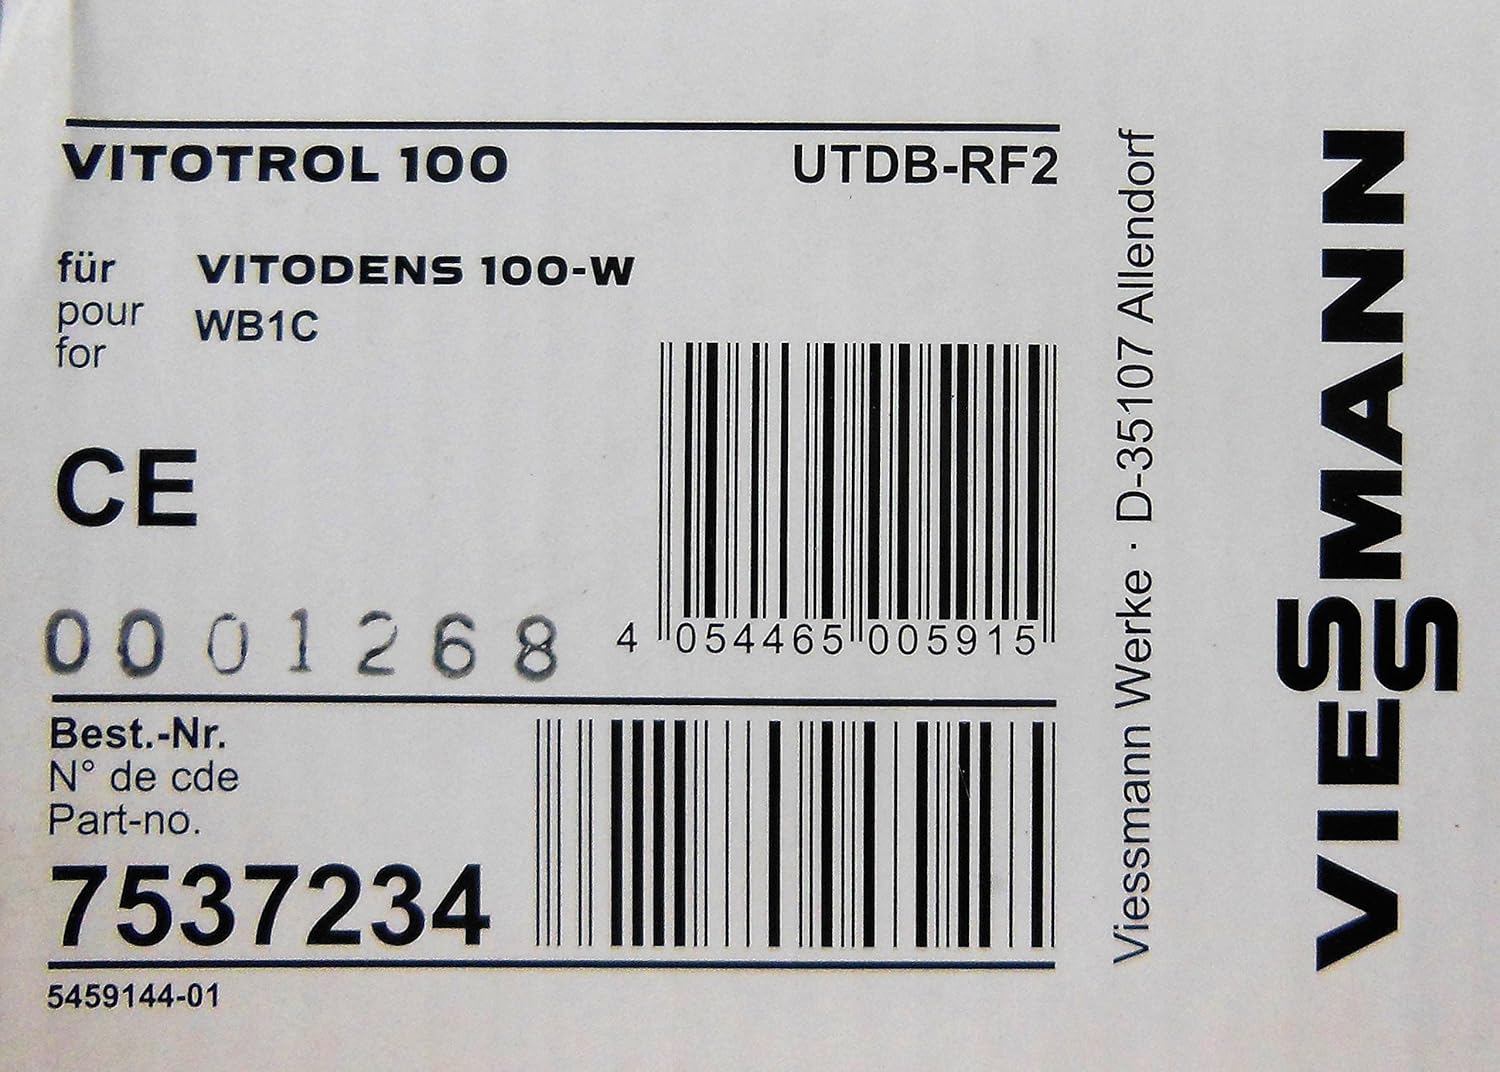 VITOTROL 100
UTDB-RF2
für
pour
for
VITODENS 100-W
WB1C
CE
0001268
4 054465 005915
Best.-Nr.
N° de cde
Part-no.
7537234
5459144-01
Viessmann Werke · D-35107 Allendorf
VIESSMANN